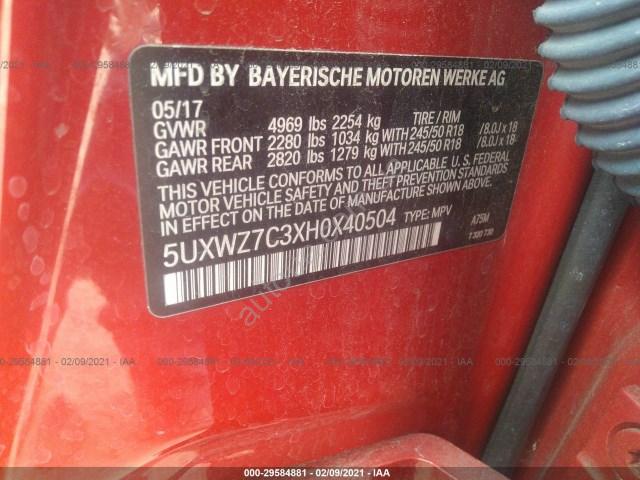 000-29584881 - 02/09/2021 - IAA
MFD BY BAYERISCHE MOTOREN WERKE AG
05/17
GVWR 4969 lbs 2254 kg TIRE / RIM
GAWR FRONT 2280 lbs 1034 kg WITH 245/50 R18 /8.0J x 18
GAWR REAR 2820 lbs 1279 kg WITH 245/50 R18 /8.0J x 18
THIS VEHICLE CONFORMS TO ALL APPLICABLE U.S. FEDERAL
MOTOR VEHICLE SAFETY AND THEFT PREVENTION STANDARDS
IN EFFECT ON THE DATE OF MANUFACTURE SHOWN ABOVE.
5UXWZ7C3XH0X40504 TYPE: MPV A75M
T 320 730
000-29584881 - 02/09/2021 - IAA
000-29584881 - 02/09/2021 - IAA